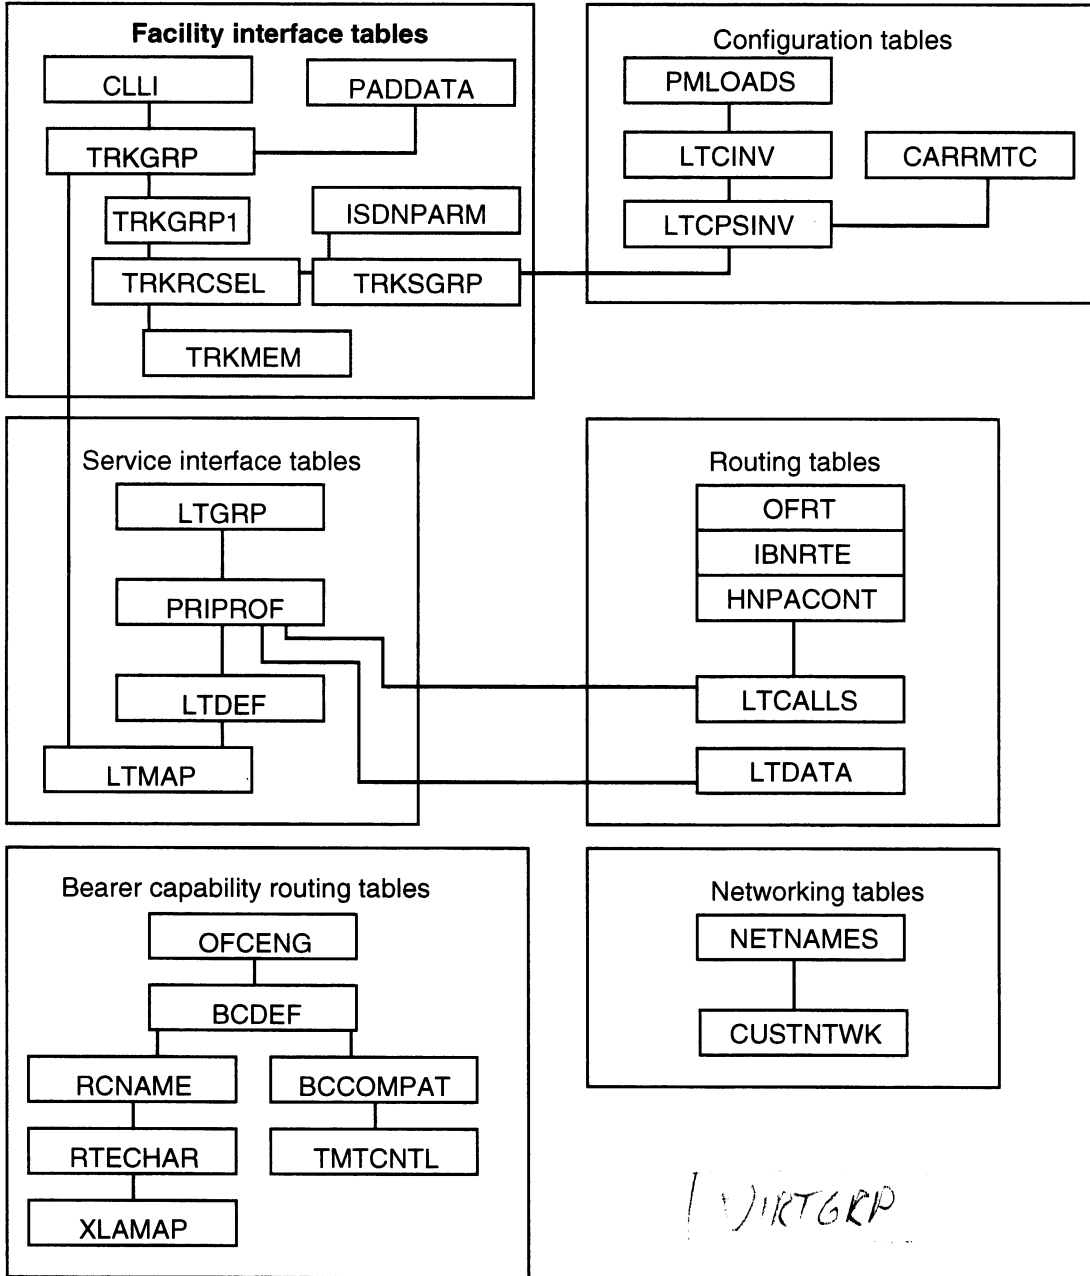 Facility interface tables
CLLI
PADDATA
TRKGRP
TRKGRP1
ISDNPARM
TRKRCSEL
TRKSGRP
TRKMEM
Configuration tables
PMLOADS
LTCINV
CARRMTC
LTCPSINV
Service interface tables
LTGRP
PRIPROF
LTDEF
LTMAP
Routing tables
OFRT
IBNRTE
HNPACONT
LTCALLS
LTDATA
Bearer capability routing tables
OFCENG
BCDEF
RCNAME
BCCOMPAT
RTECHAR
TMTCNTL
XLAMAP
Networking tables
NETNAMES
CUSTNTWK
VIRTGRP